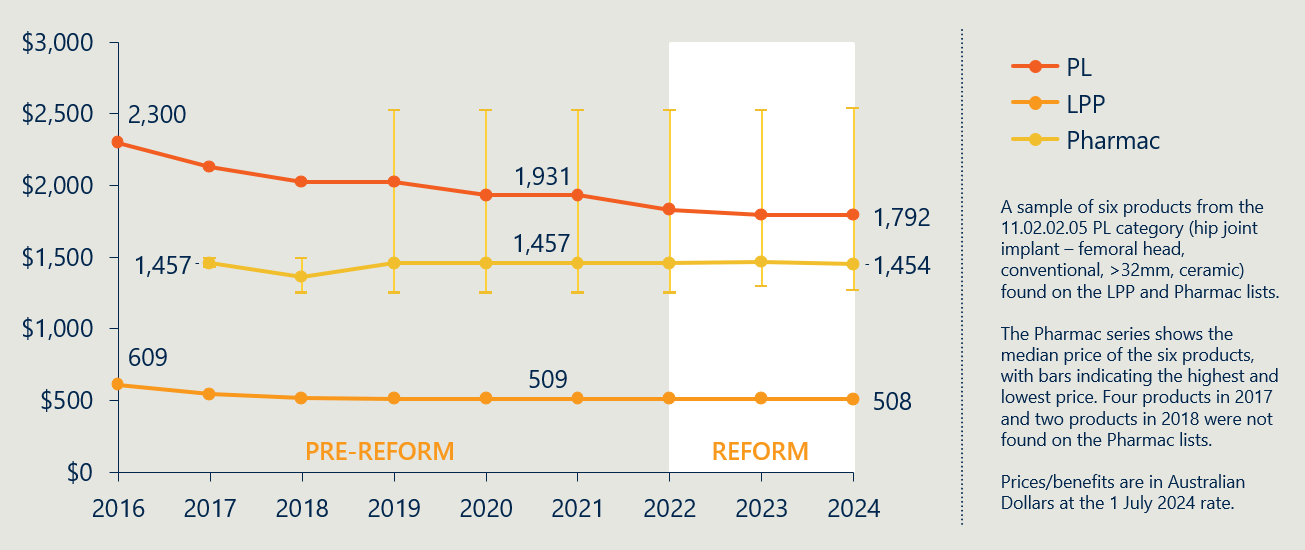 $3,000
$2,500
$2,000
$1,500
$1,000
$500
$0
2,300
1,931
1,792
1,457
1,457
1,454
609
509
508
PRE-REFORM
REFORM
2016 2017 2018 2019 2020 2021 2022 2023 2024
PL
LPP
Pharmac
A sample of six products from the
11.02.02.05 PL category (hip joint
implant – femoral head,
conventional, >32mm, ceramic)
found on the LPP and Pharmac lists.
The Pharmac series shows the
median price of the six products,
with bars indicating the highest and
lowest price. Four products in 2017
and two products in 2018 were not
found on the Pharmac lists.
Prices/benefits are in Australian
Dollars at the 1 July 2024 rate.